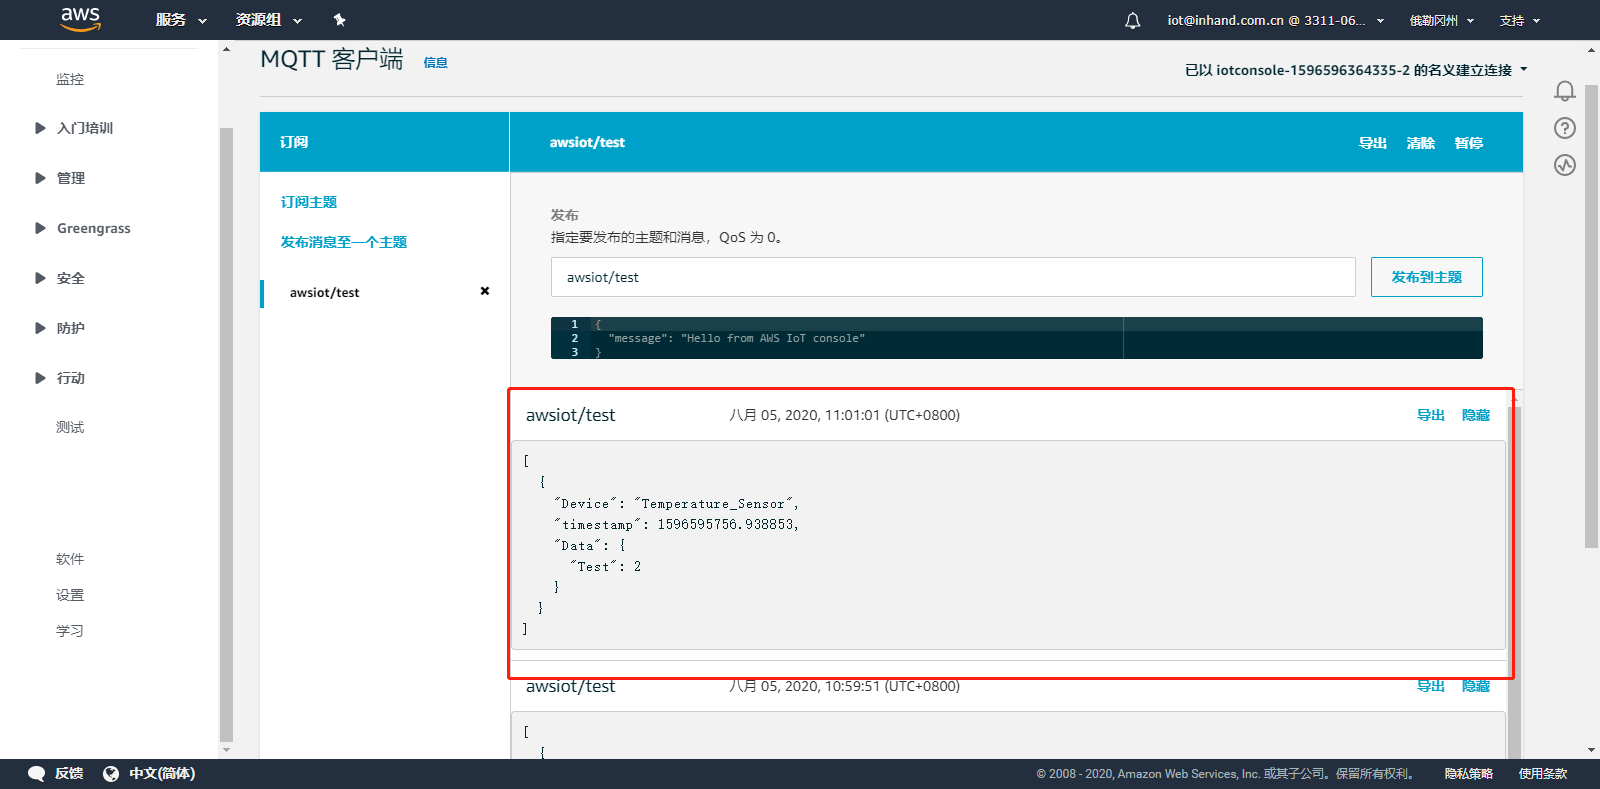 aws
服务
资源组
iot@inhand.com.cn @ 3311-06...
俄勒冈州
支持
监控
入门培训
管理
Greengrass
安全
防护
行动
测试
软件
设置
学习
MQTT 客户端
信息
已以 iotconsole-1596596364335-2 的名义建立连接
订阅
awsiot/test
导出
清除
暂停
订阅主题
发布消息至一个主题
awsiot/test
发布
指定要发布的主题和消息，QoS 为 0。
awsiot/test
发布到主题
1 {
2 "message": "Hello from AWS IoT console"
3 }
awsiot/test
八月 05, 2020, 11:01:01 (UTC+0800)
导出
隐藏
[
{
"Device": "Temperature_Sensor",
"timestamp": 1596595756.938853,
"Data": {
"Test": 2
}
}
]
awsiot/test
八月 05, 2020, 10:59:51 (UTC+0800)
导出
隐藏
[
{
反馈
中文(简体)
© 2008 - 2020, Amazon Web Services, Inc. 或其子公司。保留所有权利。
隐私策略
使用条款